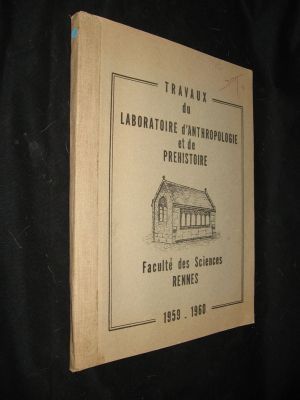 TRAVAUX
du
LABORATOIRE d'ANTHROPOLOGIE
et de
PREHISTOIRE
Faculté des Sciences
RENNES
1959 - 1960